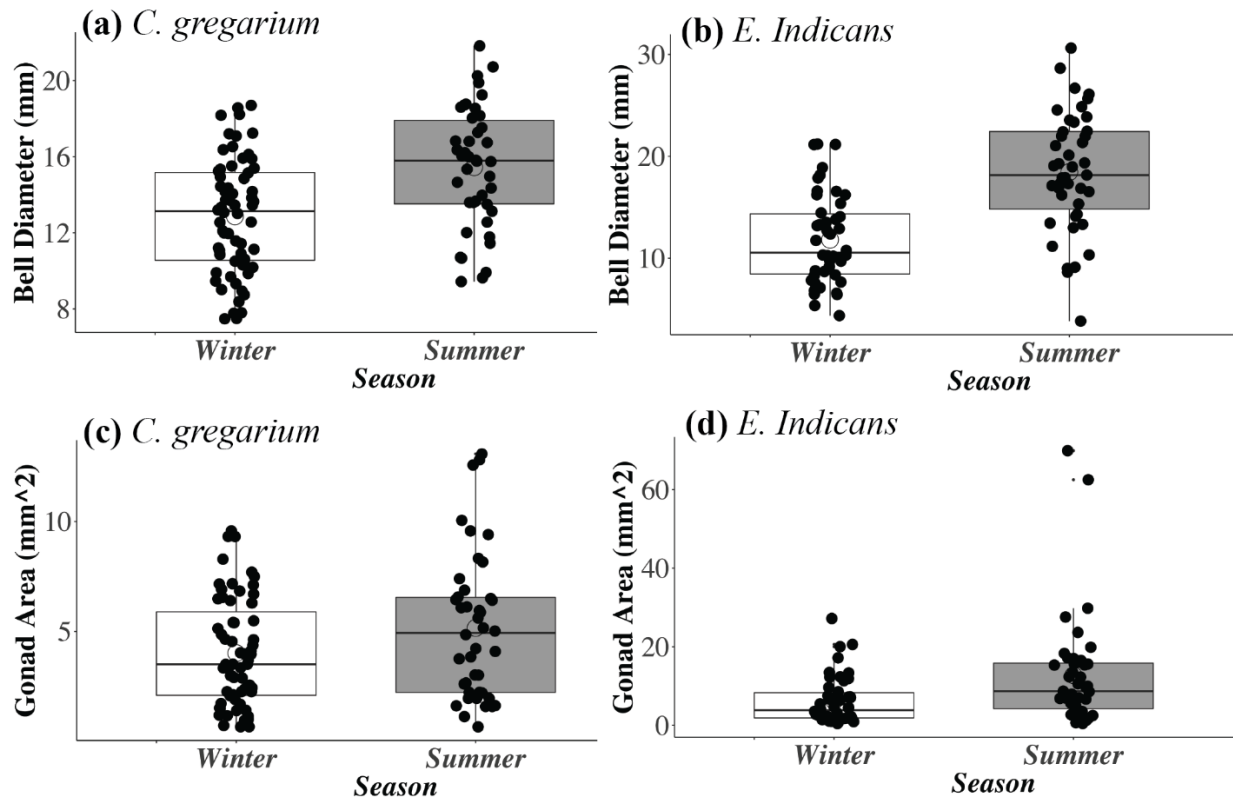 (a) C. gregarium
Bell Diameter (mm)
20
16
12
8
Winter Summer
Season
(b) E. Indicans
Bell Diameter (mm)
30
20
10
Winter Summer
Season
(c) C. gregarium
Gonad Area (mm^2)
10
5
Winter Summer
Season
(d) E. Indicans
Gonad Area (mm^2)
60
40
20
0
Winter Summer
Season